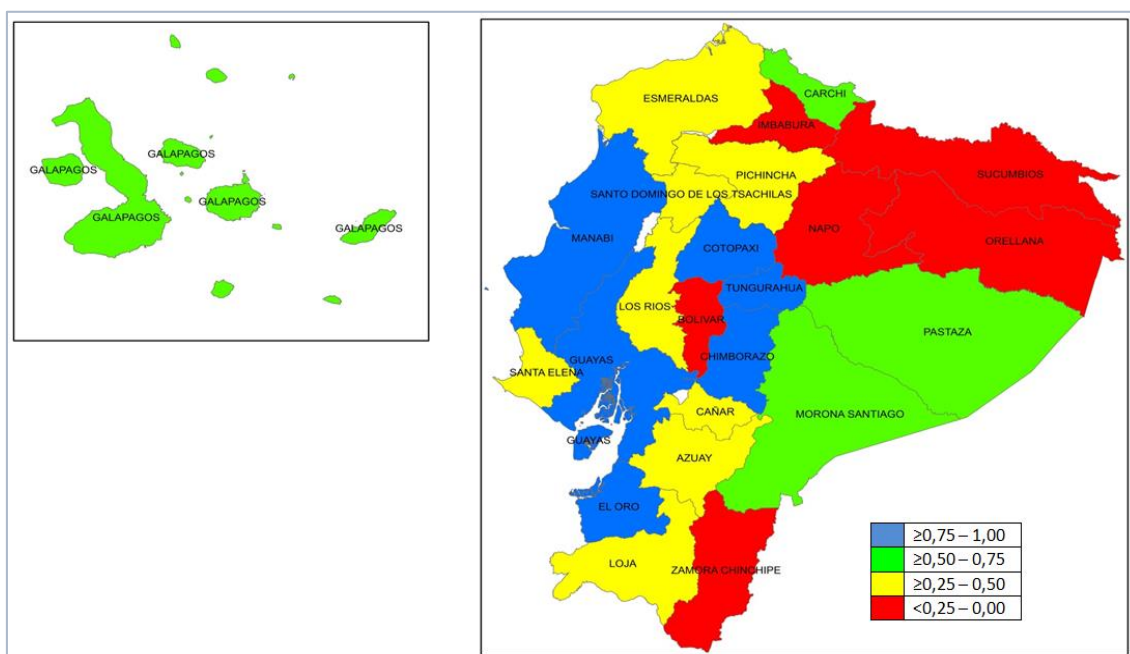 GALAPAGOS
GALAPAGOS
GALAPAGOS
GALAPAGOS
GALAPAGOS
ESMERALDAS
CARCHI
IMBABURA
SUCUMBIOS
PICHINCHA
SANTO DOMINGO DE LOS TSACHILAS
MANABI
COTOPAXI
NAPO
ORELLANA
TUNGURAHUA
LOS RIOS
BOLIVAR
PASTAZA
GUAYAS
CHIMBORAZO
SANTA ELENA
CAÑAR
MORONA SANTIAGO
GUAYAS
AZUAY
EL ORO
LOJA
ZAMORA CHINCHIPE
≥0,75 – 1,00
≥0,50 – 0,75
≥0,25 – 0,50
<0,25 – 0,00